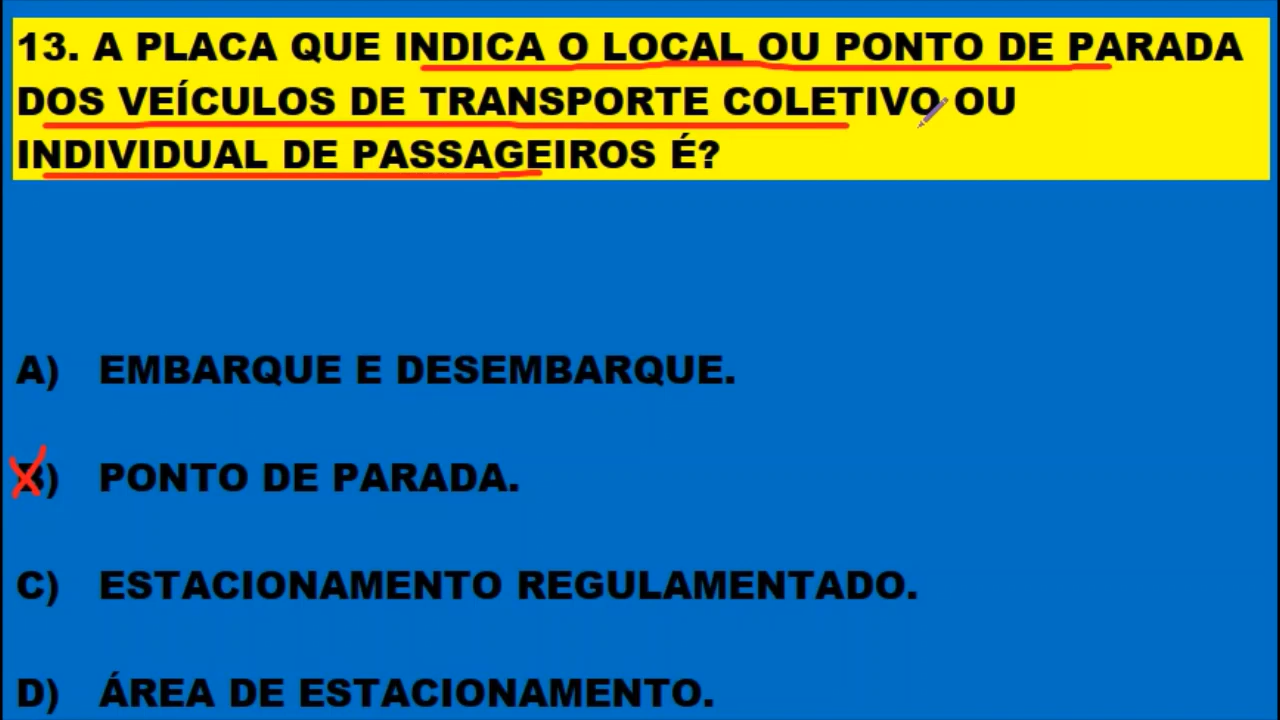 13. A PLACA QUE INDICA O LOCAL OU PONTO DE PARADA
DOS VEÍCULOS DE TRANSPORTE COLETIVO OU
INDIVIDUAL DE PASSAGEIROS É?
A) EMBARQUE E DESEMBARQUE.
B) PONTO DE PARADA.
C) ESTACIONAMENTO REGULAMENTADO.
D) ÁREA DE ESTACIONAMENTO.